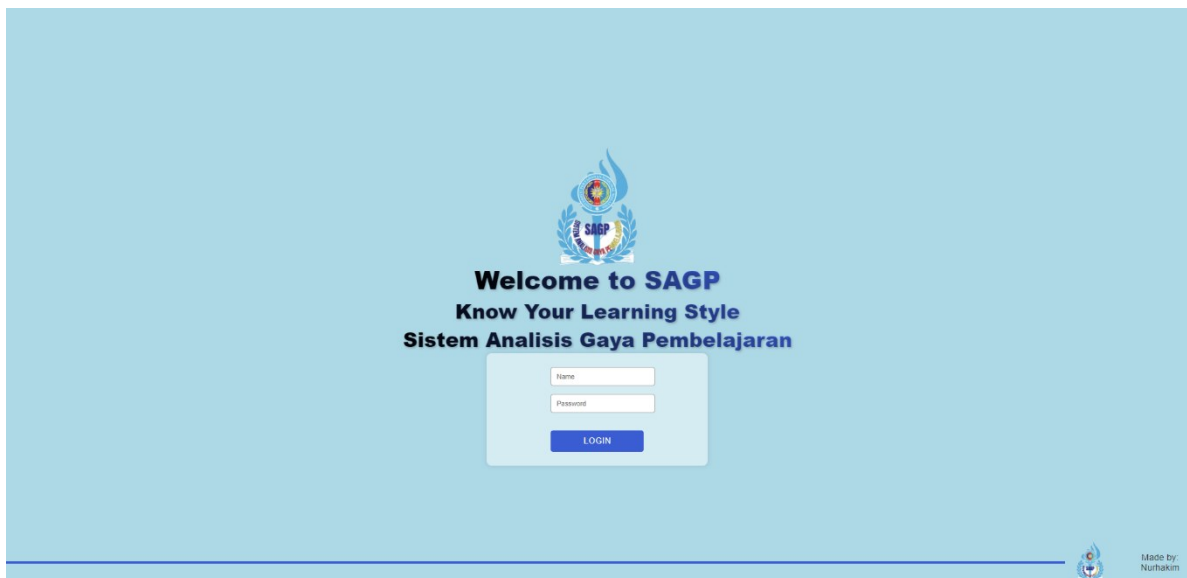 SAGP
Welcome to SAGP
Know Your Learning Style
Sistem Analisis Gaya Pembelajaran
Name
Password
LOGIN
Made by:
Nurhakim